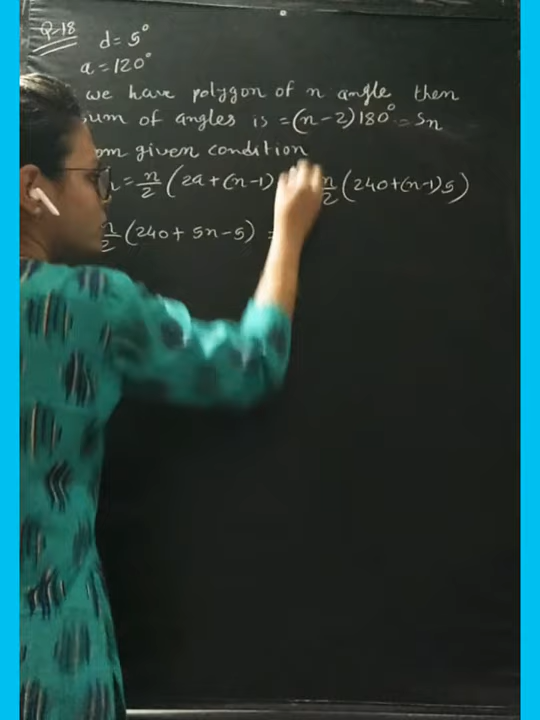 Q-18
d = 5°
a = 120°
we have polygon of n angle then
sum of angles is = (n-2)180° = Sn
om given condition
= n/2 (2a+(n-1) n/2 (240+(n-1)5)
n/2 (240+5n-5) =